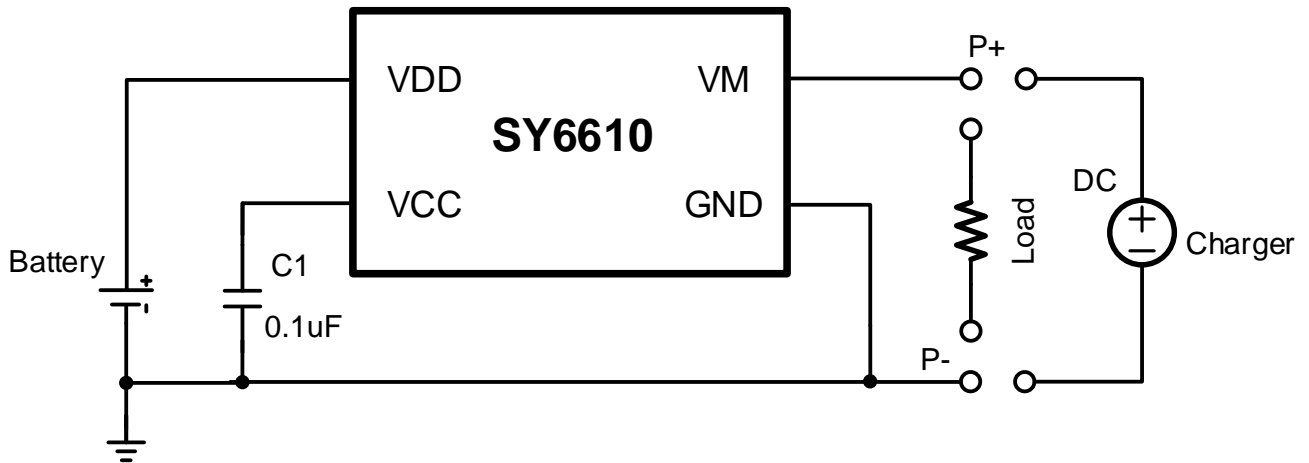 P+
VDD
VM
SY6610
DC
VCC
GND
Load
Charger
Battery
C1
0.1uF
P-